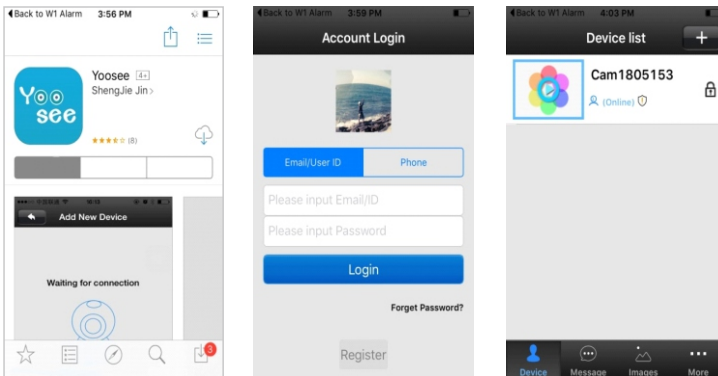 Back to W1 Alarm 3:56 PM
Yoo
see
Yoosee 4+
ShengJie Jin
(8)
Add New Device
Waiting for connection
3
Back to W1 Alarm 3:59 PM
Account Login
Email/User ID Phone
Please input Email/ID
Please input Password
Login
Forget Password?
Register
Back to W1 Alarm 4:03 PM
Device list +
Cam1805153
(Online)
Device Message Images More